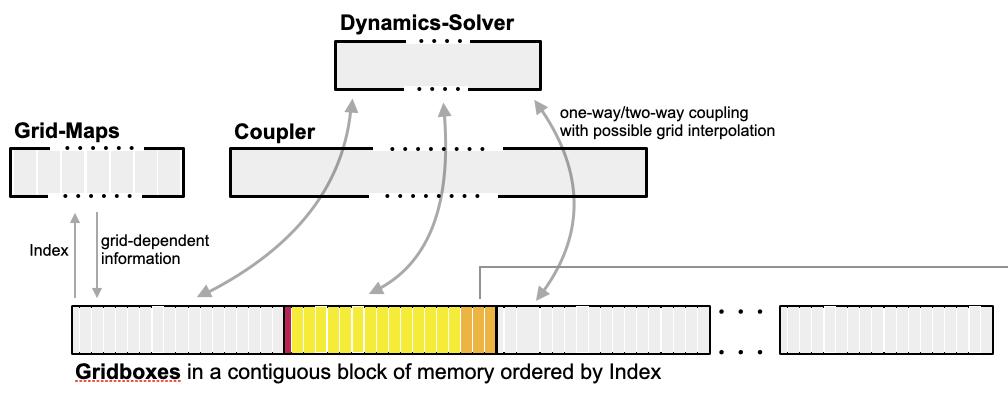 Dynamics-Solver
one-way/two-way coupling
with possible grid interpolation
Grid-Maps
Coupler
Index
grid-dependent
information
Gridboxes in a contiguous block of memory ordered by Index